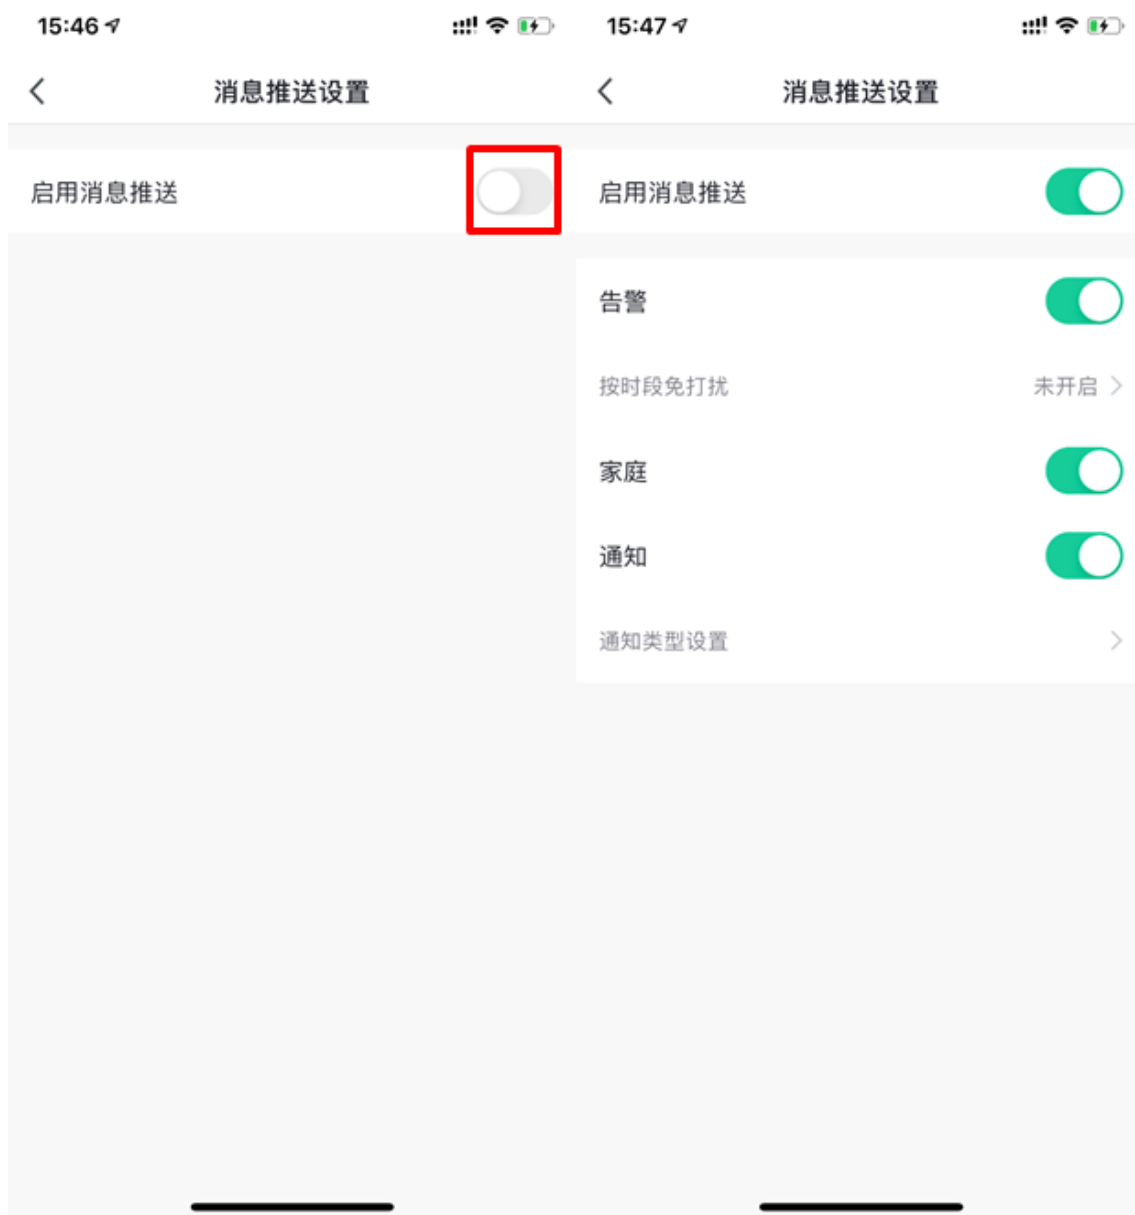 15:46
消息推送设置
启用消息推送
15:47
消息推送设置
启用消息推送
告警
按时段免打扰 未开启
家庭
通知
通知类型设置